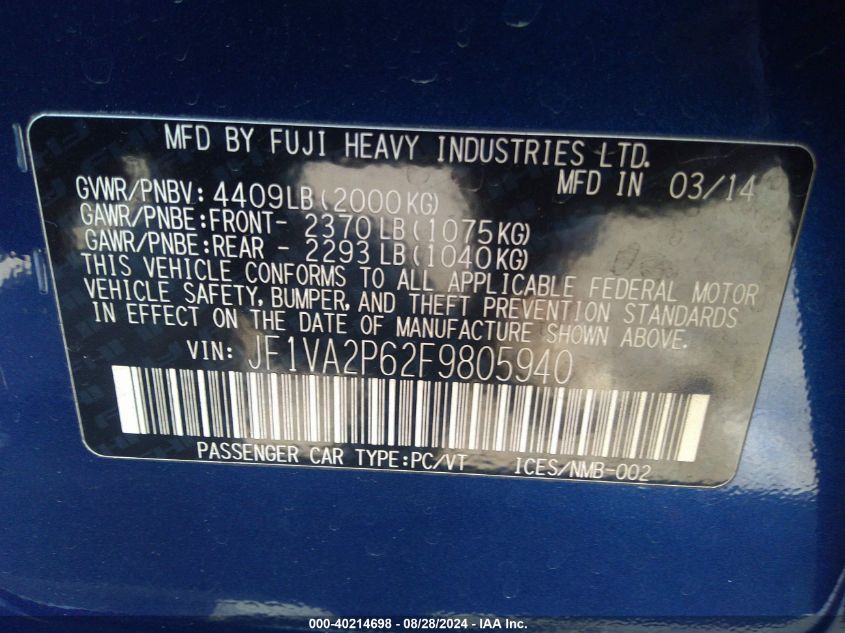 MFD BY FUJI HEAVY INDUSTRIES LTD.
GVWR/PNBV: 4409LB(2000KG) MFD IN 03/14
GAWR/PNBE:FRONT- 2370LB(1075KG)
GAWR/PNBE:REAR - 2293LB(1040KG)
THIS VEHICLE CONFORMS TO ALL APPLICABLE FEDERAL MOTOR
VEHICLE SAFETY, BUMPER, AND THEFT PREVENTION STANDARDS
IN EFFECT ON THE DATE OF MANUFACTURE SHOWN ABOVE.
VIN: JF1VA2P62F9805940
PASSENGER CAR TYPE:PC/VT ICES/NMB-002
000-40214698 - 08/28/2024 - IAA Inc.